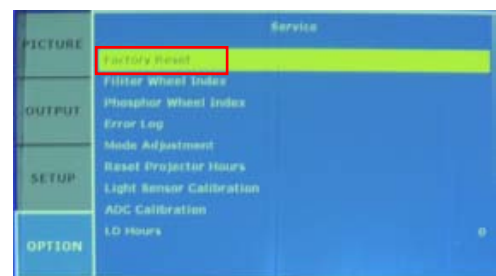 Service
PICTURE
Factory Reset
Filiter Wheel Index
OUTPUT
Phosphor Wheel Index
Error Log
Mode Adjustment
SETUP
Reset Projector Hours
Light Sensor Calibration
ADC Calibration
OPTION
LD Hours 0